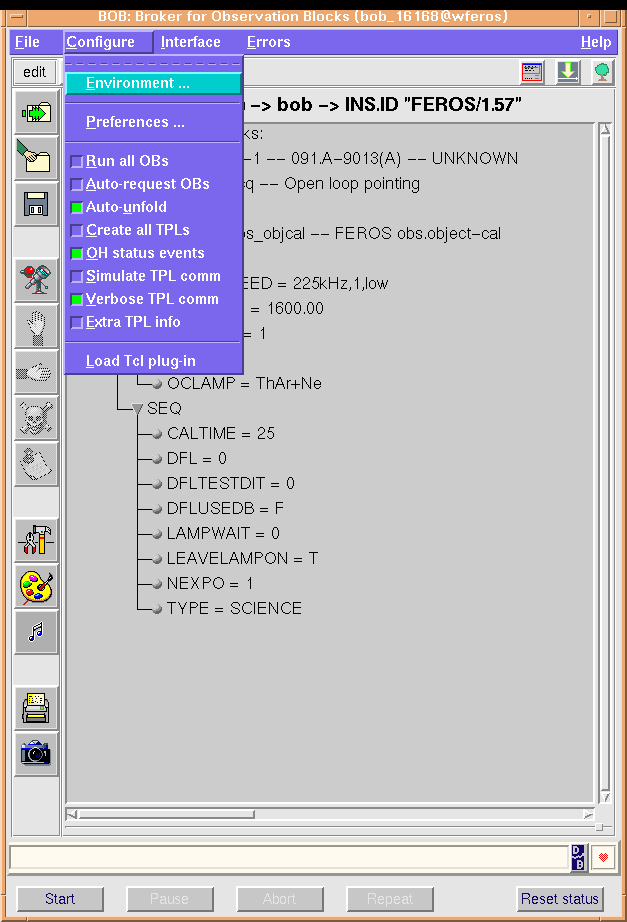 BOB: Broker for Observation Blocks (bob_16168@wferos)
File Configure Interface Errors Help
edit
-> bob -> INS.ID "FEROS/1.57"
Environment ...
Preferences ...
ks:
Run all OBs
-1 -- 091.A-9013(A) -- UNKNOWN
Auto-request OBs
cq -- Open loop pointing
Auto-unfold
Create all TPLs
s_objcal -- FEROS obs.object-cal
OH status events
Simulate TPL comm
EED = 225kHz,1,low
Verbose TPL comm
= 1600.00
Extra TPL info
= 1
Load Tcl plug-in
OCLAMP = ThAr+Ne
SEQ
CALTIME = 25
DFL = 0
DFLTESTDIT = 0
DFLUSEDB = F
LAMPWAIT = 0
LEAVELAMPON = T
NEXPO = 1
TYPE = SCIENCE
D
B
Start Pause Abort Repeat Reset status